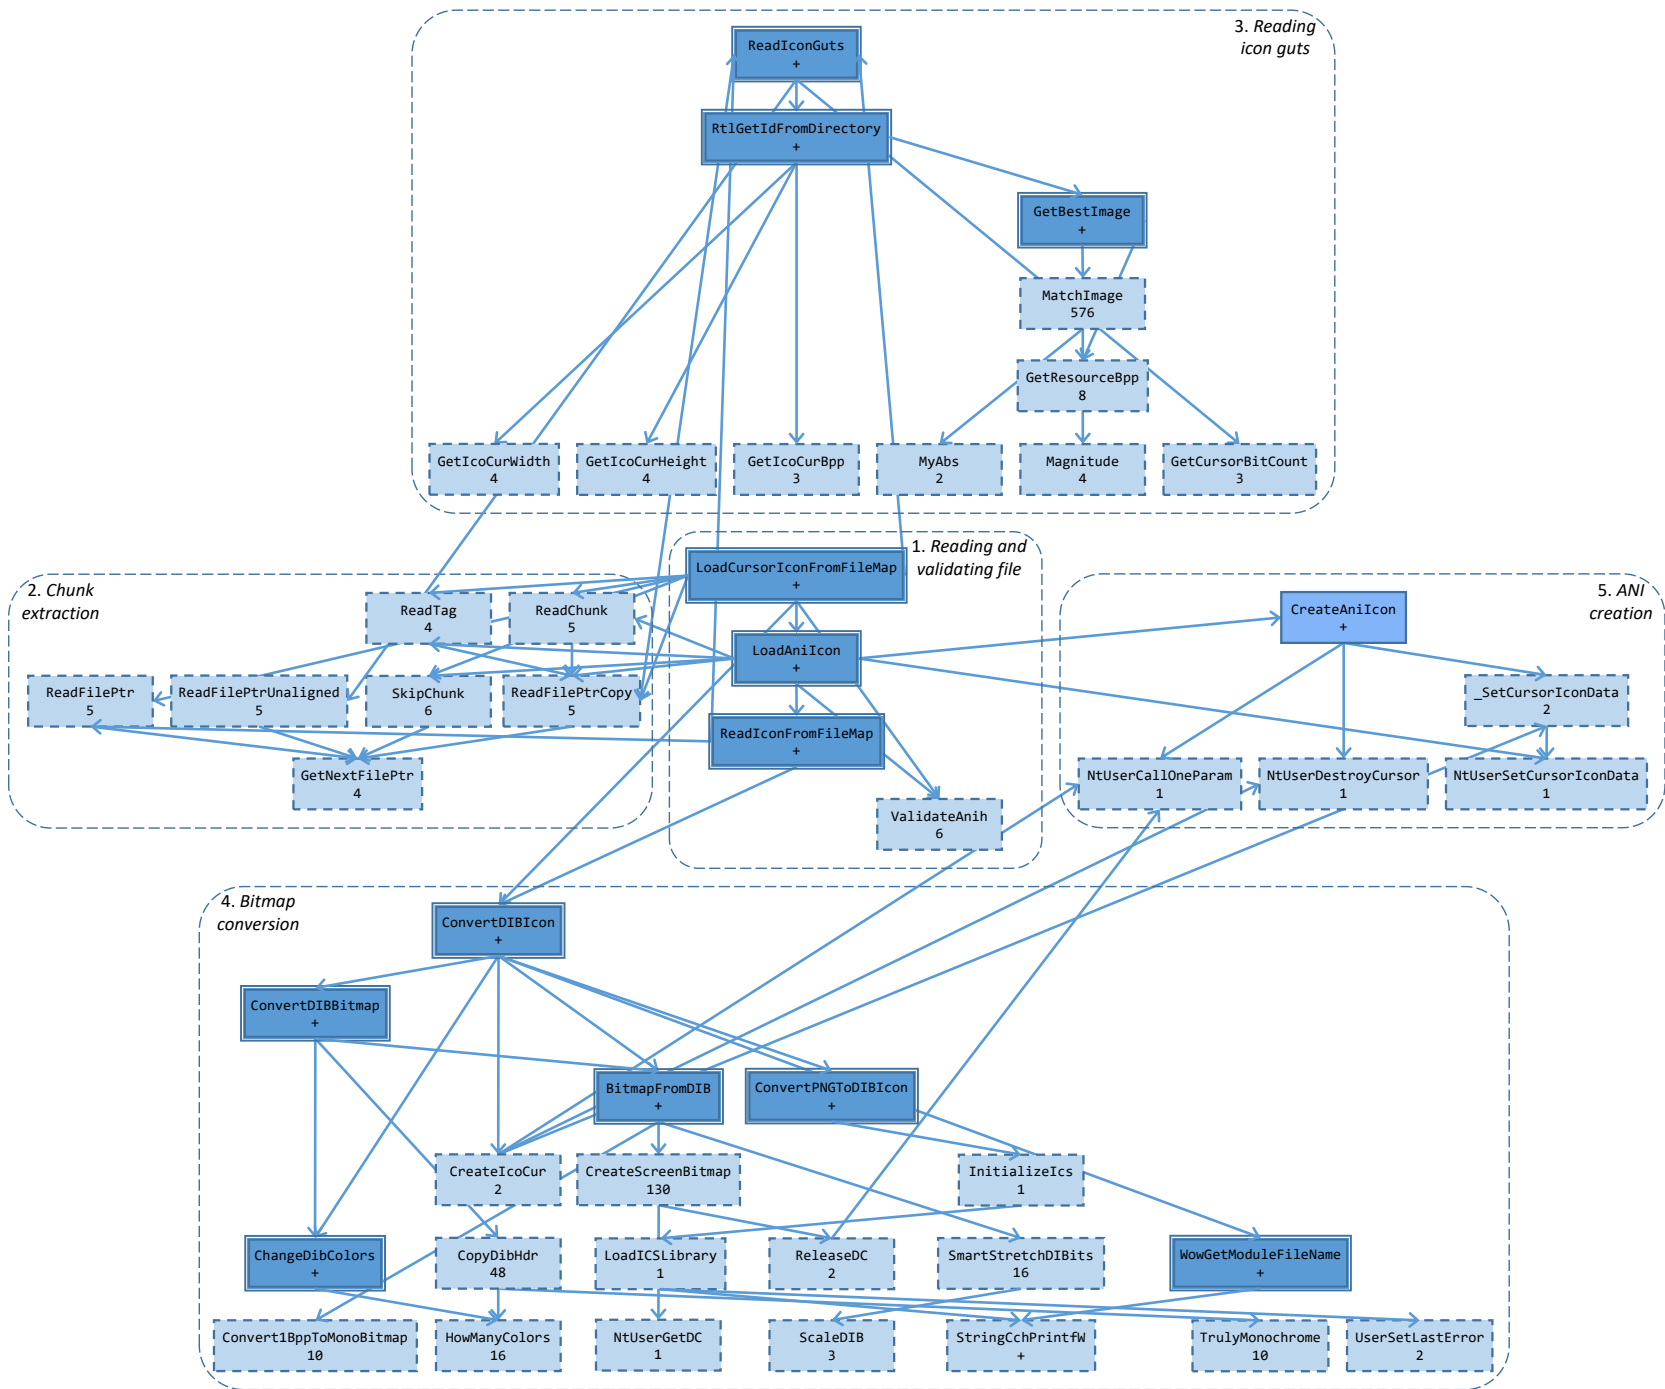 3. Reading
icon guts
ReadIconGuts
+
RtlGetIdFromDirectory
+
GetBestImage
+
MatchImage
576
GetResourceBpp
8
GetIcoCurWidth
4
GetIcoCurHeight
4
GetIcoCurBpp
3
MyAbs
2
Magnitude
4
GetCursorBitCount
3
1. Reading and
validating file
LoadCursorIconFromFileMap
+
LoadAniIcon
+
ReadIconFromFileMap
+
ValidateAnih
6
2. Chunk
extraction
ReadTag
4
ReadChunk
5
ReadFilePtr
5
ReadFilePtrUnaligned
5
SkipChunk
6
ReadFilePtrCopy
5
GetNextFilePtr
4
5. ANI
creation
CreateAniIcon
+
_SetCursorIconData
2
NtUserCallOneParam
1
NtUserDestroyCursor
1
NtUserSetCursorIconData
1
4. Bitmap
conversion
ConvertDIBIcon
+
ConvertDIBBitmap
+
BitmapFromDIB
+
ConvertPNGToDIBIcon
+
CreateIcoCur
2
CreateScreenBitmap
130
InitializeIcs
1
ChangeDibColors
+
CopyDibHdr
48
LoadICSLibrary
1
ReleaseDC
2
SmartStretchDIBits
16
WowGetModuleFileName
+
Convert1BppToMonoBitmap
10
HowManyColors
16
NtUserGetDC
1
ScaleDIB
3
StringCchPrintfW
+
TrulyMonochrome
10
UserSetLastError
2